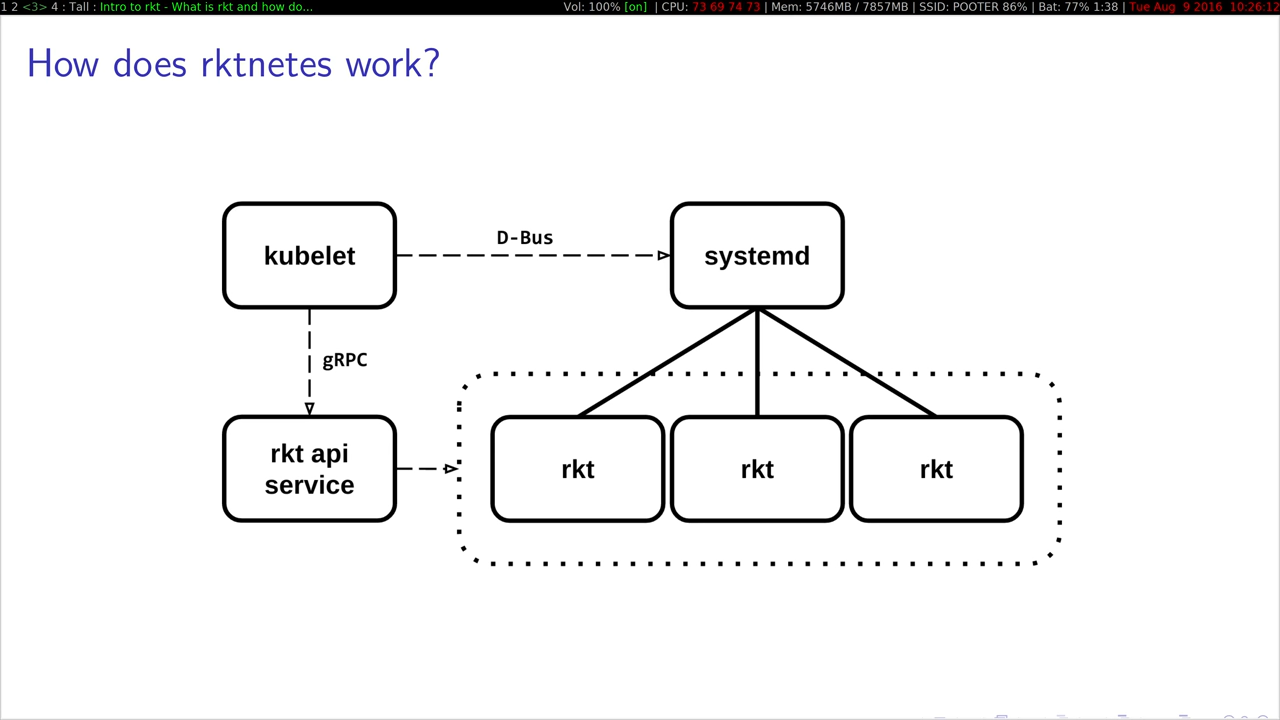 1 2 <3> 4 : Tall : Intro to rkt - What is rkt and how do... Vol: 100% [on] | CPU: 73 69 74 73 | Mem: 5746MB / 7857MB | SSID: POOTER 86% | Bat: 77% 1:38 | Tue Aug 9 2016 10:26:12
How does rktnetes work?
kubelet
D-Bus
systemd
gRPC
rkt api
service
rkt
rkt
rkt